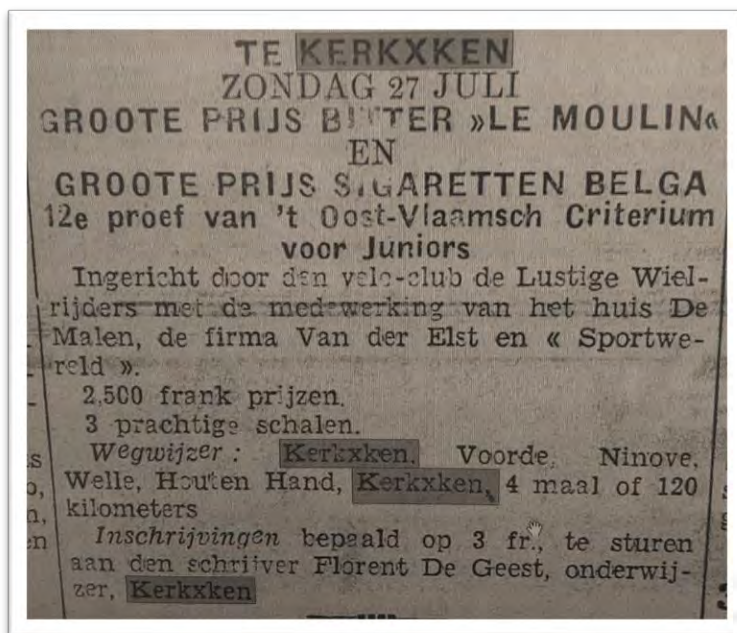 TE KERKXKEN
ZONDAG 27 JULI
GROOTE PRIJS BITTER »LE MOULIN«
EN
GROOTE PRIJS SIGARETTEN BELGA
12e proef van 't Oost-Vlaamsch Criterium
voor Juniors
Ingericht door den velo-club de Lustige Wiel-
rijders met de medewerking van het huis De
Malen, de firma Van der Elst en « Sportwe-
reld ».
2,500 frank prijzen.
3 prachtige schalen.
Wegwijzer : Kerkxken, Voorde, Ninove,
Welle, Houten Hand, Kerkxken, 4 maal of 120
kilometers
Inschrijvingen bepaald op 3 fr., te sturen
aan den schrijver Florent De Geest, onderwij-
zer, Kerkxken